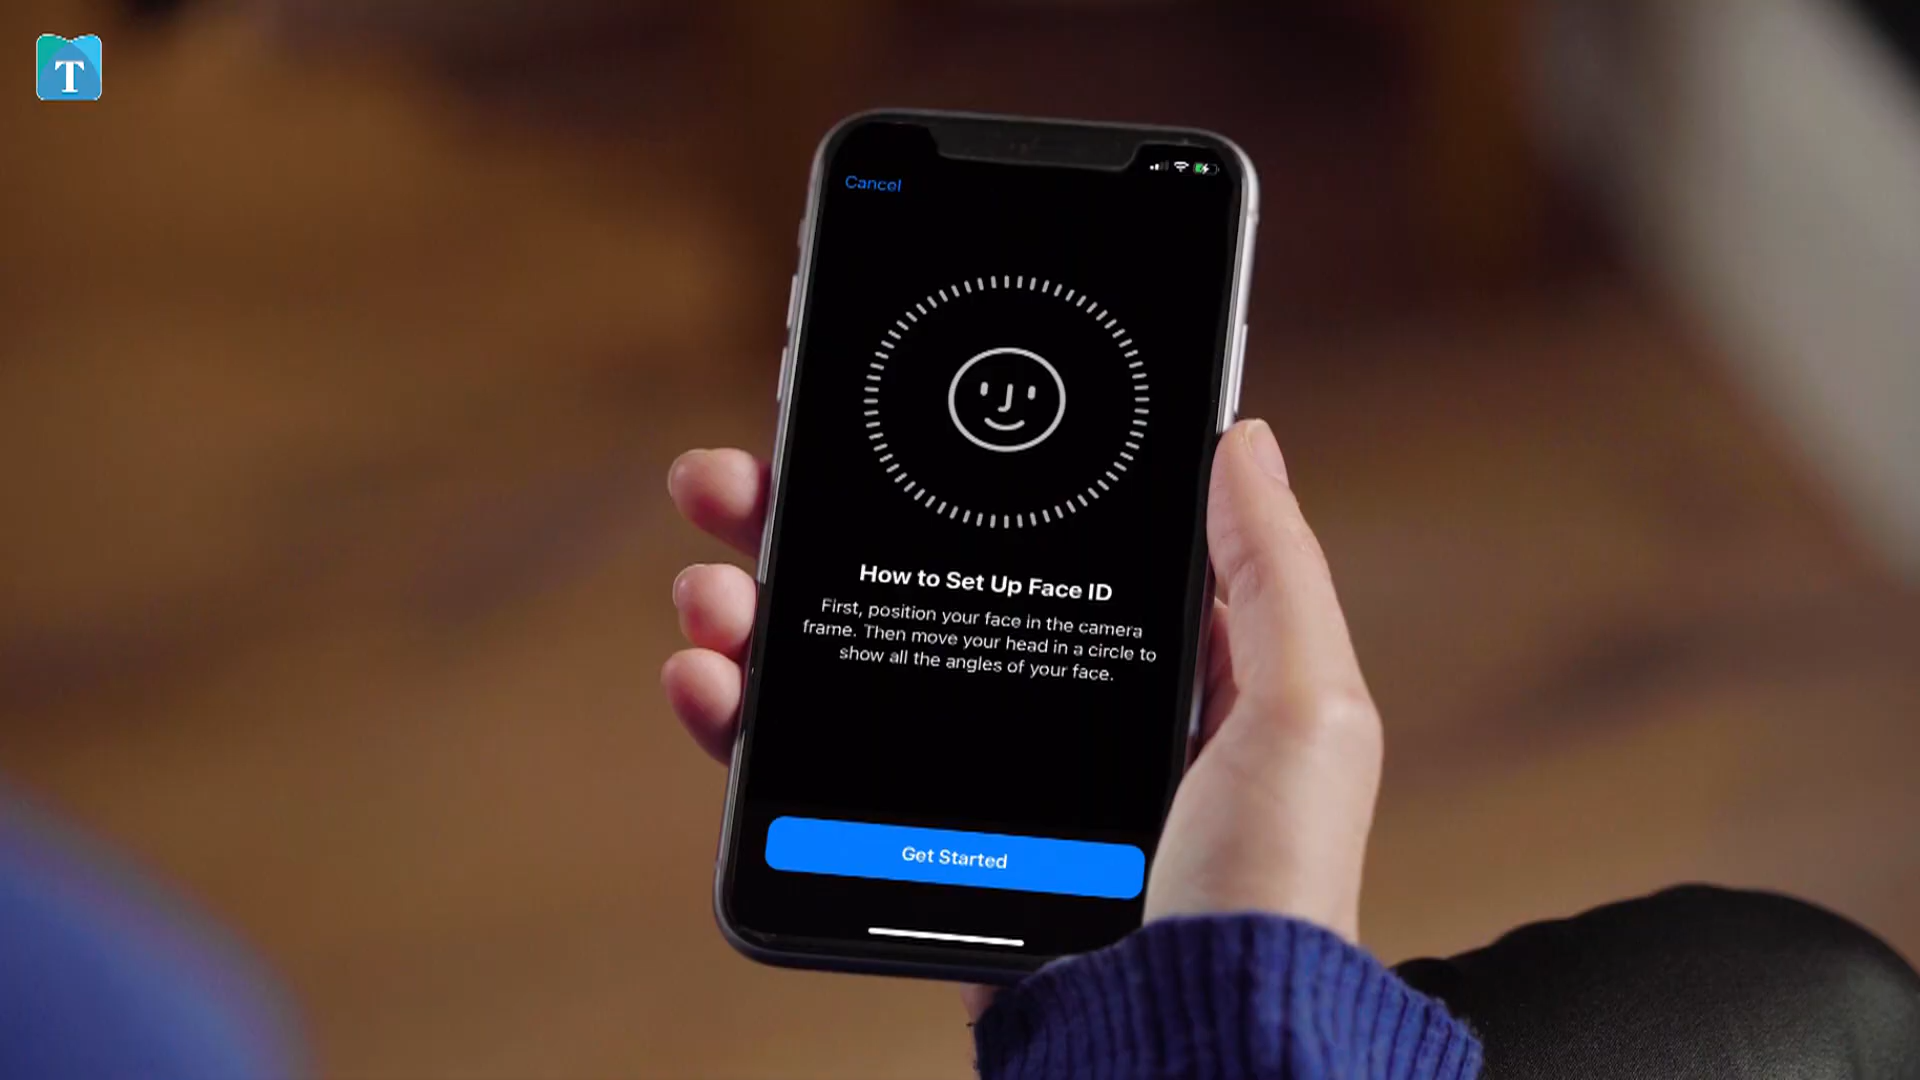 T
Cancel
How to Set Up Face ID
First, position your face in the camera
frame. Then move your head in a circle to
show all the angles of your face.
Get Started